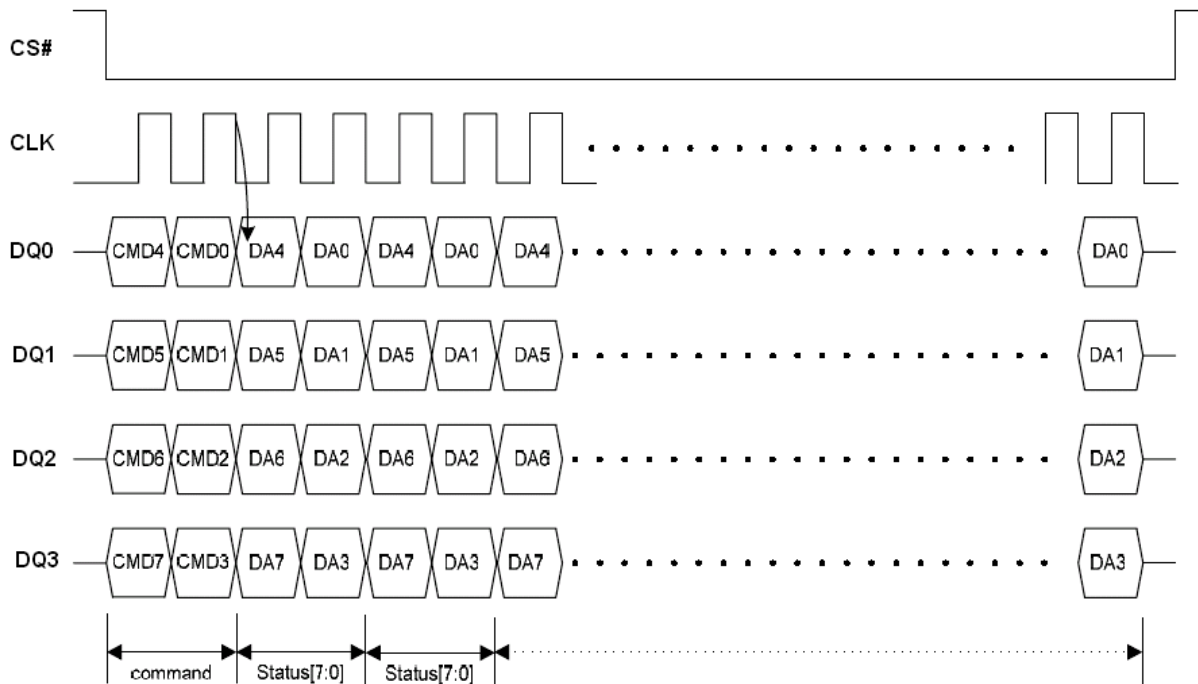 CS#
CLK
DQ0 CMD4 CMD0 DA4 DA0 DA4 DA0 DA4 DA0
DQ1 CMD5 CMD1 DA5 DA1 DA5 DA1 DA5 DA1
DQ2 CMD6 CMD2 DA6 DA2 DA6 DA2 DA6 DA2
DQ3 CMD7 CMD3 DA7 DA3 DA7 DA3 DA7 DA3
command Status[7:0] Status[7:0]